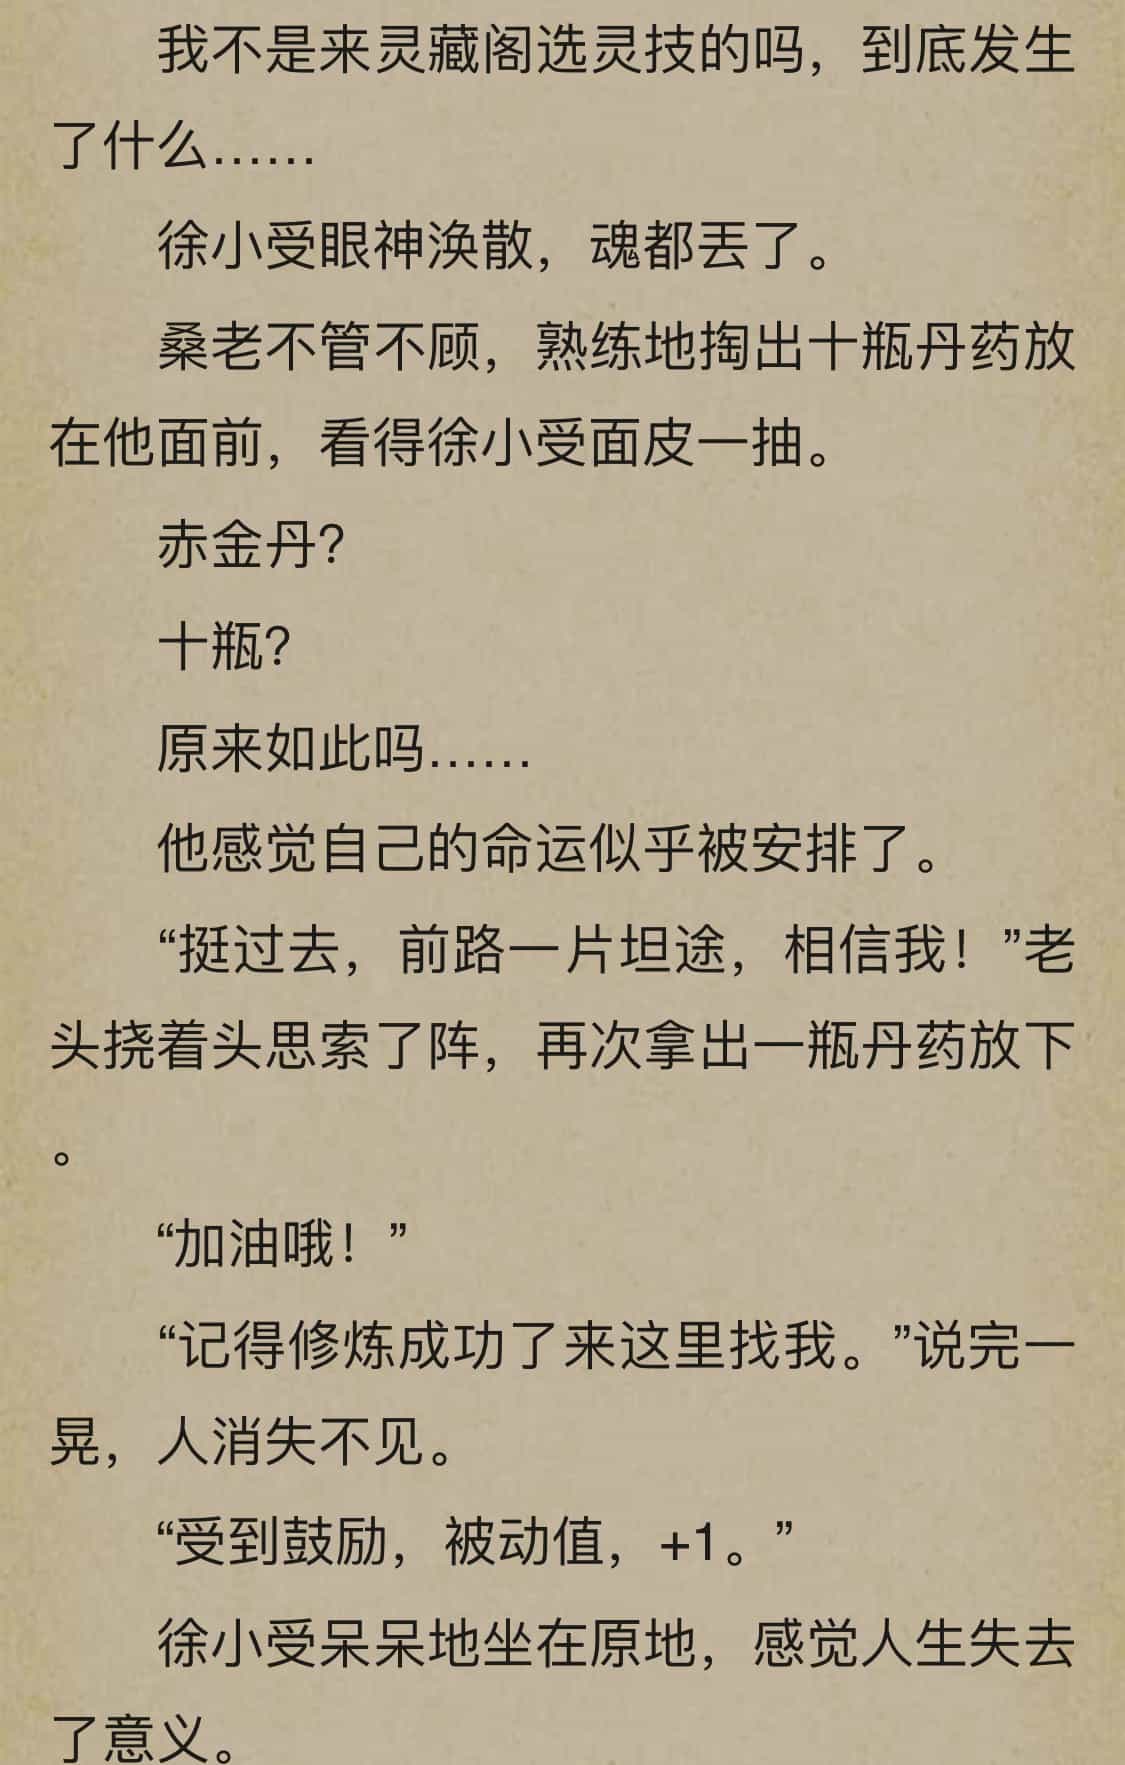 我不是来灵藏阁选灵技的吗，到底发生
了什么……
徐小受眼神涣散，魂都丢了。
桑老不管不顾，熟练地掏出十瓶丹药放
在他面前，看得徐小受面皮一抽。
赤金丹？
十瓶？
原来如此吗……
他感觉自己的命运似乎被安排了。
“挺过去，前路一片坦途，相信我！”老
头挠着头思索了阵，再次拿出一瓶丹药放下
。
“加油哦！”
“记得修炼成功了来这里找我。”说完一
晃，人消失不见。
“受到鼓励，被动值，+1。”
徐小受呆呆地坐在原地，感觉人生失去
了意义。